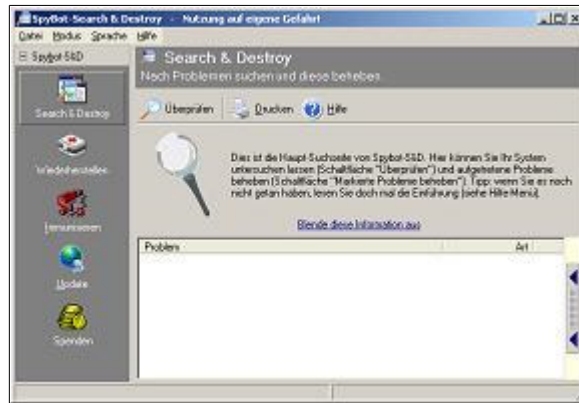 SpyBot-Search & Destroy - Nutzung auf eigene Gefahr!
Datei Modus Sprache Hilfe
Spybot-S&D
Search & Destroy
Nach Problemen suchen und diese beheben.
Search & Destroy
Überprüfen Drucken Hilfe
Wiederherstellen
Dies ist die Haupt-Suchseite von Spybot-S&D. Hier können Sie Ihr System
untersuchen lassen (Schaltfläche "Überprüfen") und aufgetretene Probleme
beheben (Schaltfläche "Markierte Probleme beheben"). Tipp: wenn Sie es noch
nicht getan haben, lesen Sie doch mal die Einführung (siehe Hilfe-Menü).
Immunisieren
Blende diese Information aus
Problem Art
Update
Spenden